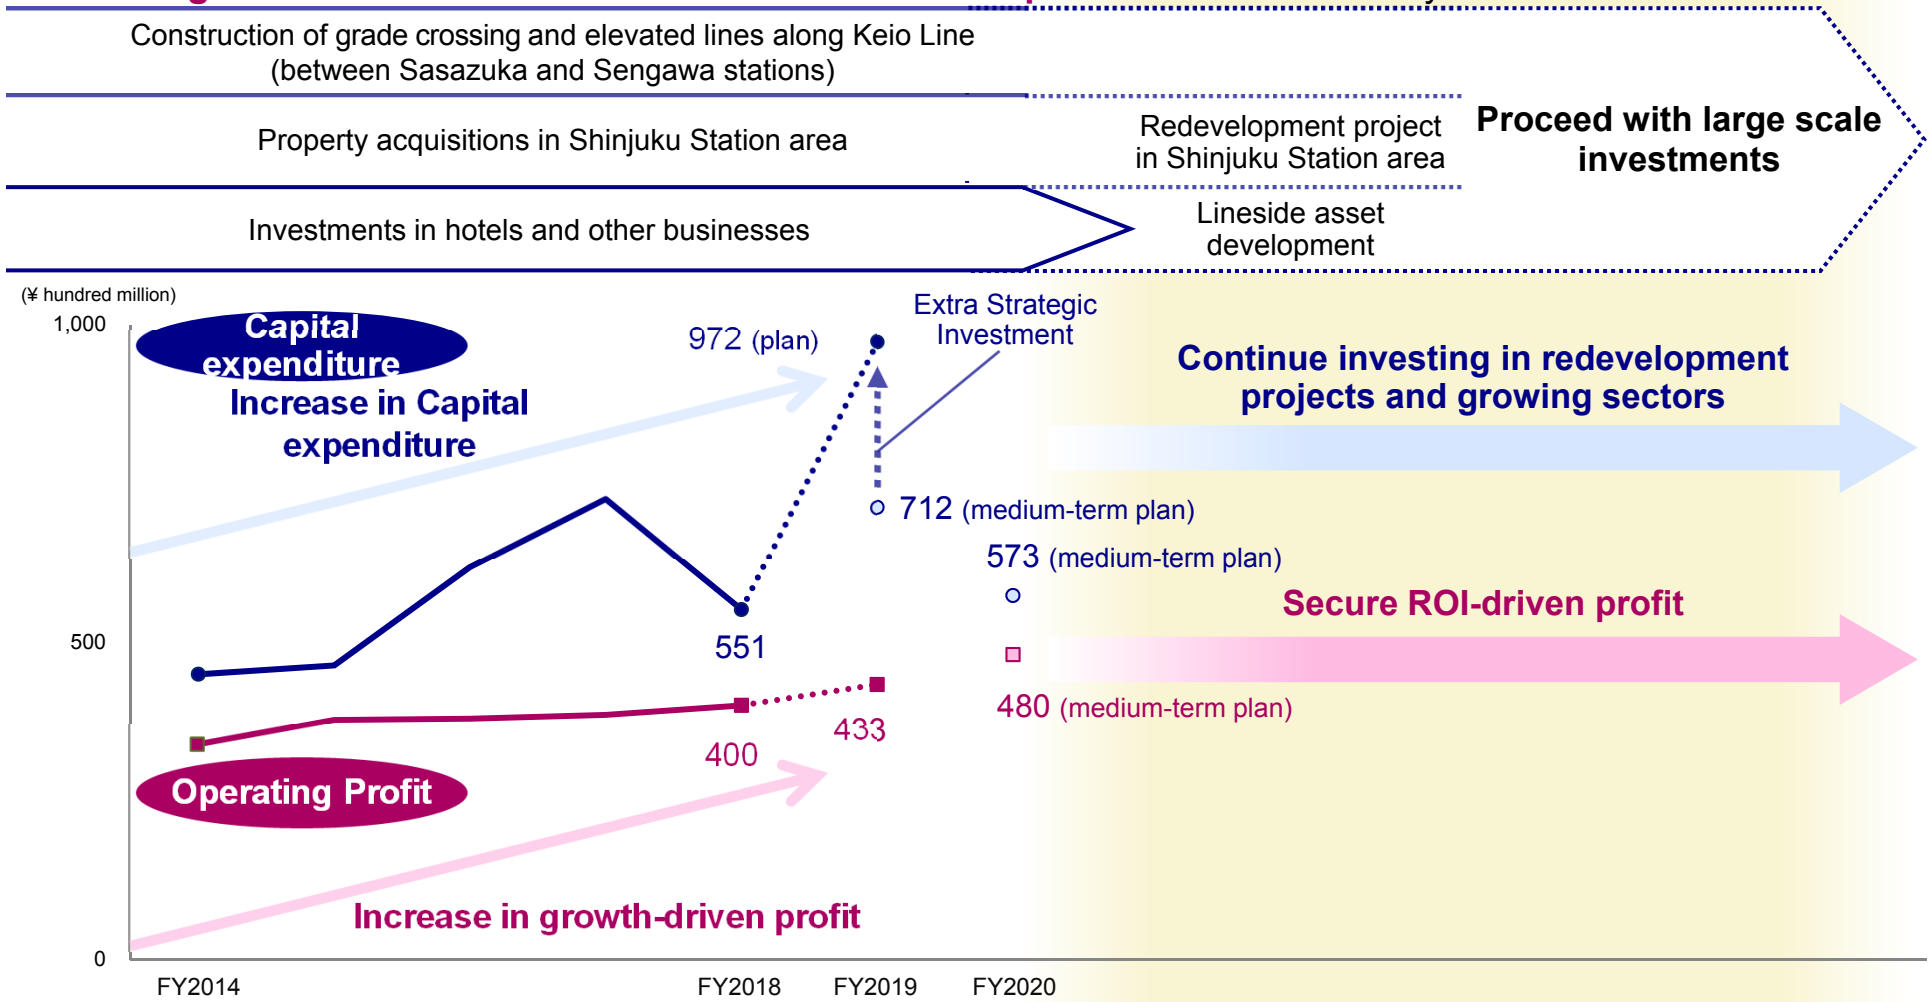 Construction of grade crossing and elevated lines along Keio Line
(between Sasazuka and Sengawa stations)
Property acquisitions in Shinjuku Station area
Redevelopment project
in Shinjuku Station area
Proceed with large scale
investments
Investments in hotels and other businesses
Lineside asset
development
(¥ hundred million)
1,000
Capital
expenditure
Increase in Capital
expenditure
972 (plan)
Extra Strategic
Investment
Continue investing in redevelopment
projects and growing sectors
712 (medium-term plan)
573 (medium-term plan)
Secure ROI-driven profit
500
551
480 (medium-term plan)
433
400
Operating Profit
Increase in growth-driven profit
0
FY2014
FY2018
FY2019
FY2020